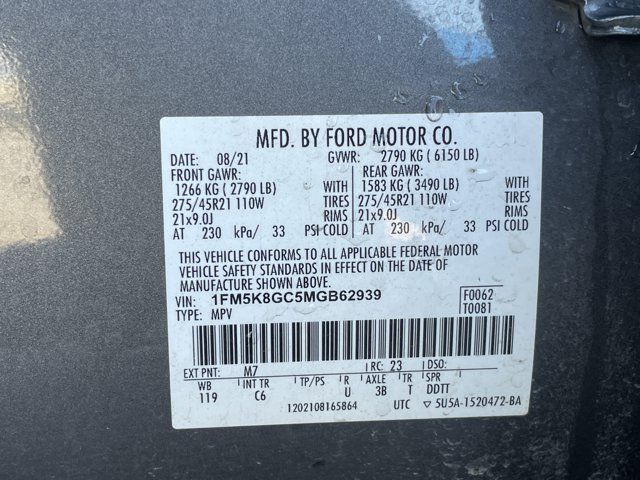 MFD. BY FORD MOTOR CO.
DATE: 08/21 GVWR: 2790 KG ( 6150 LB)
FRONT GAWR: REAR GAWR:
1266 KG ( 2790 LB) WITH 1583 KG ( 3490 LB) WITH
275/45R21 110W TIRES 275/45R21 110W TIRES
21x9.0J RIMS 21x9.0J RIMS
AT 230 kPa/ 33 PSI COLD AT 230 kPa/ 33 PSI COLD
THIS VEHICLE CONFORMS TO ALL APPLICABLE FEDERAL MOTOR
VEHICLE SAFETY STANDARDS IN EFFECT ON THE DATE OF
MANUFACTURE SHOWN ABOVE.
VIN: 1FM5K8GC5MGB62939 F0062
TYPE: MPV T0081
EXT PNT: M7 RC: 23 DSO:
WB INT TR TP/PS R AXLE TR SPR
119 C6 U 3B T DDTT
1202108165864 UTC ▽ 5U5A-1520472-BA